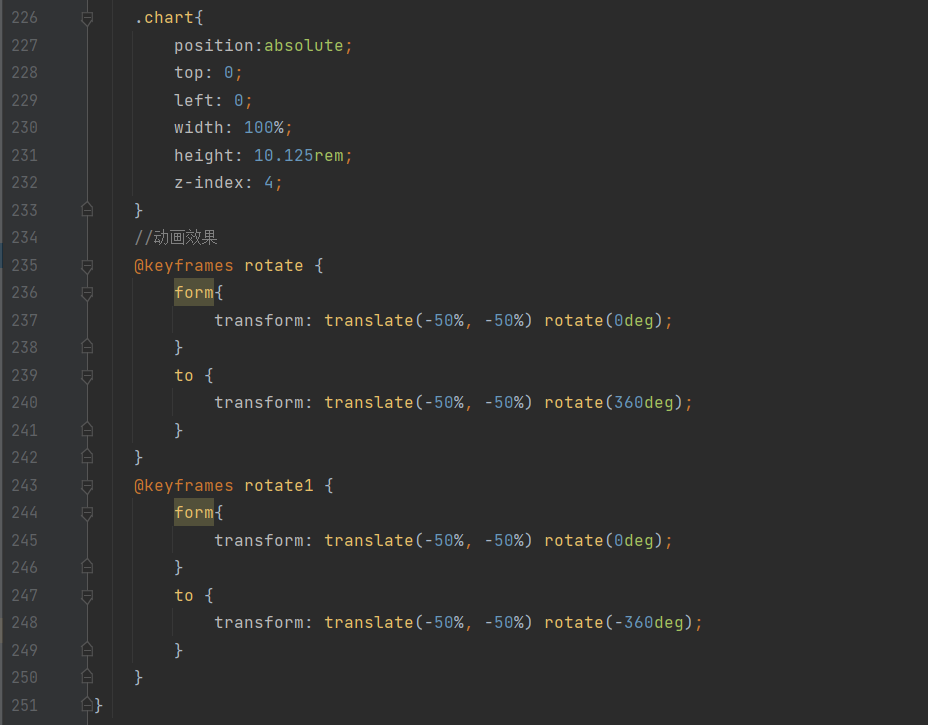 226 .chart{
227 position:absolute;
228 top: 0;
229 left: 0;
230 width: 100%;
231 height: 10.125rem;
232 z-index: 4;
233 }
234 //动画效果
235 @keyframes rotate {
236 form{
237 transform: translate(-50%, -50%) rotate(0deg);
238 }
239 to {
240 transform: translate(-50%, -50%) rotate(360deg);
241 }
242 }
243 @keyframes rotate1 {
244 form{
245 transform: translate(-50%, -50%) rotate(0deg);
246 }
247 to {
248 transform: translate(-50%, -50%) rotate(-360deg);
249 }
250 }
251 }